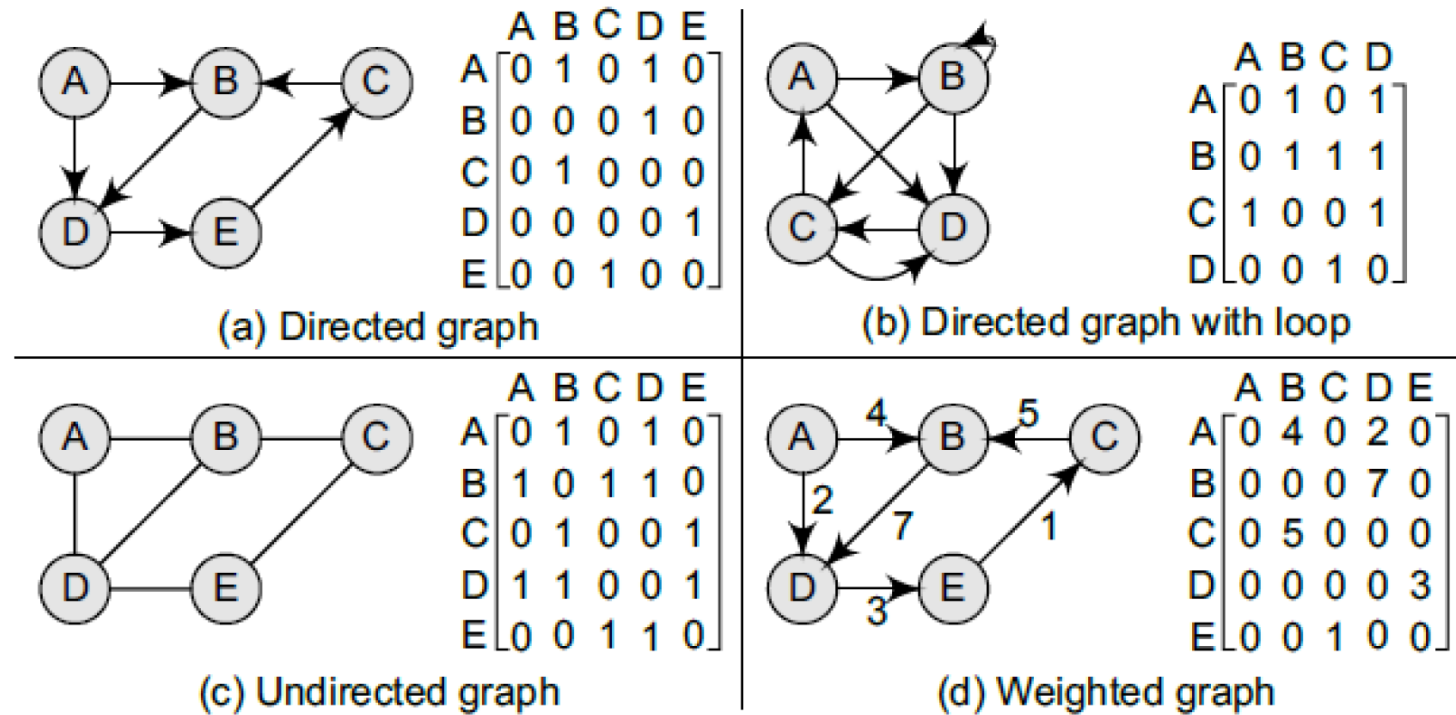 A B C
D E
A B C D E
A 0 1 0 1 0
B 0 0 0 1 0
C 0 1 0 0 0
D 0 0 0 0 1
E 0 0 1 0 0
(a) Directed graph
A B
C D
A B C D
A 0 1 0 1
B 0 1 1 1
C 1 0 0 1
D 0 0 1 0
(b) Directed graph with loop
A B C
D E
A B C D E
A 0 1 0 1 0
B 1 0 1 1 0
C 0 1 0 0 1
D 1 1 0 0 1
E 0 0 1 1 0
(c) Undirected graph
4 5
A B C
2 7 1
D E
3
A B C D E
A 0 4 0 2 0
B 0 0 0 7 0
C 0 5 0 0 0
D 0 0 0 0 3
E 0 0 1 0 0
(d) Weighted graph